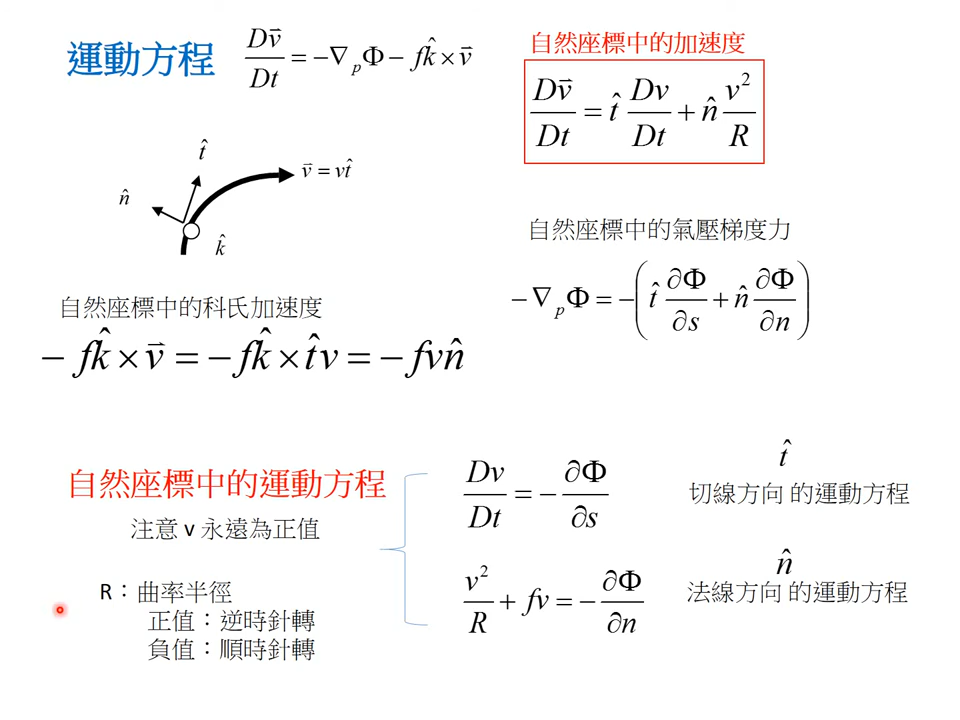 運動方程
Dv⃗/Dt = −∇ₚΦ − fk̂ × v⃗
自然座標中的加速度
Dv⃗/Dt = t̂ Dv/Dt + n̂ v²/R
t̂
v⃗ = vt̂
n̂
k̂
自然座標中的氣壓梯度力
−∇ₚΦ = −(t̂ ∂Φ/∂s + n̂ ∂Φ/∂n)
自然座標中的科氏加速度
− fk̂ × v⃗ = − fk̂ × t̂v = − fvn̂
自然座標中的運動方程
注意 v 永遠為正值
Dv/Dt = − ∂Φ/∂s
t̂
切線方向 的運動方程
v²/R + fv = − ∂Φ/∂n
n̂
法線方向 的運動方程
R：曲率半徑
正值：逆時針轉
負值：順時針轉